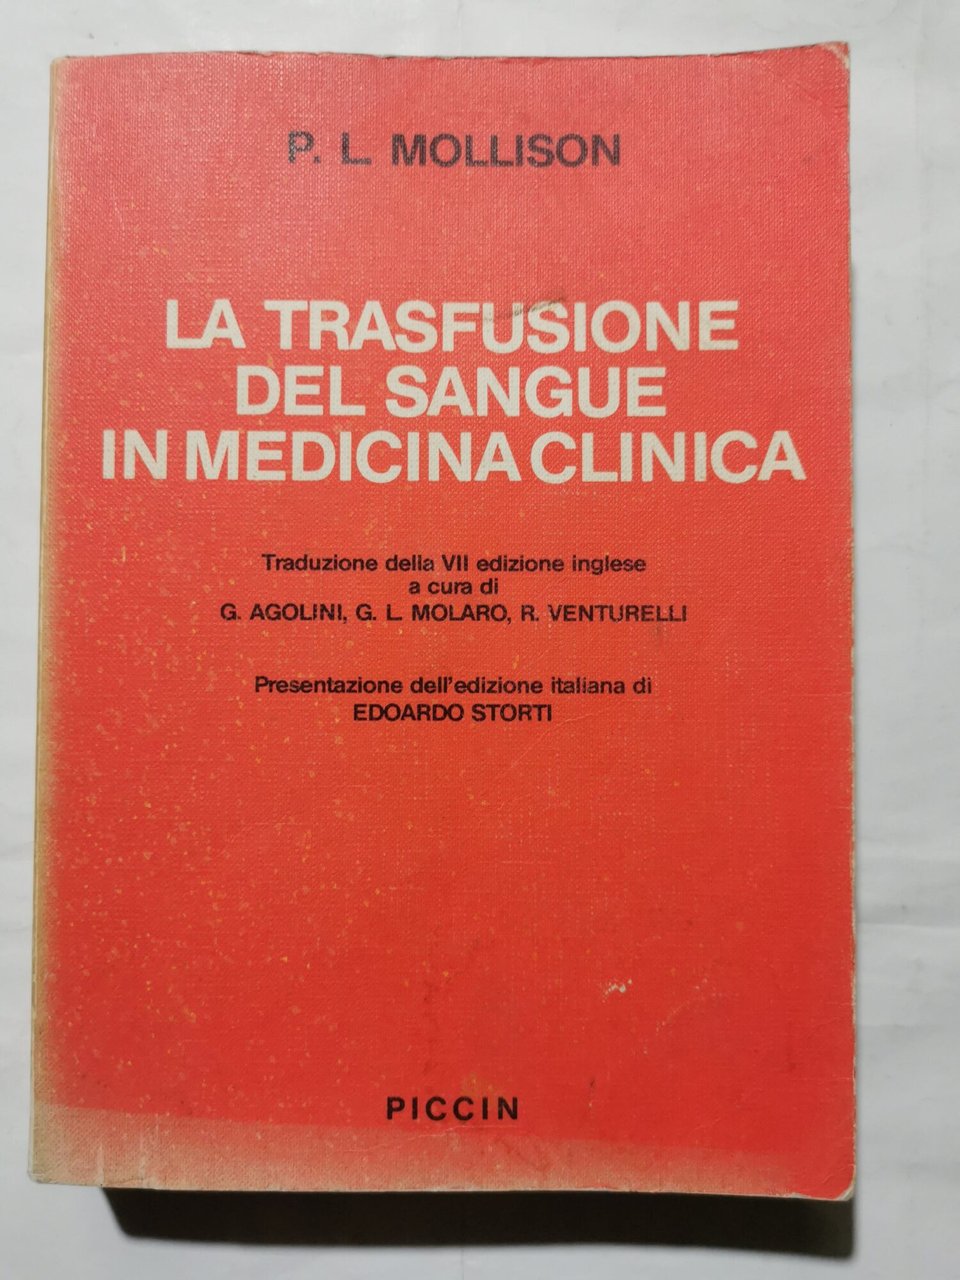 P. L. MOLLISON
LA TRASFUSIONE
DEL SANGUE
IN MEDICINA CLINICA
Traduzione della VII edizione inglese
a cura di
G. AGOLINI, G. L. MOLARO, R. VENTURELLI
Presentazione dell'edizione italiana di
EDOARDO STORTI
PICCIN